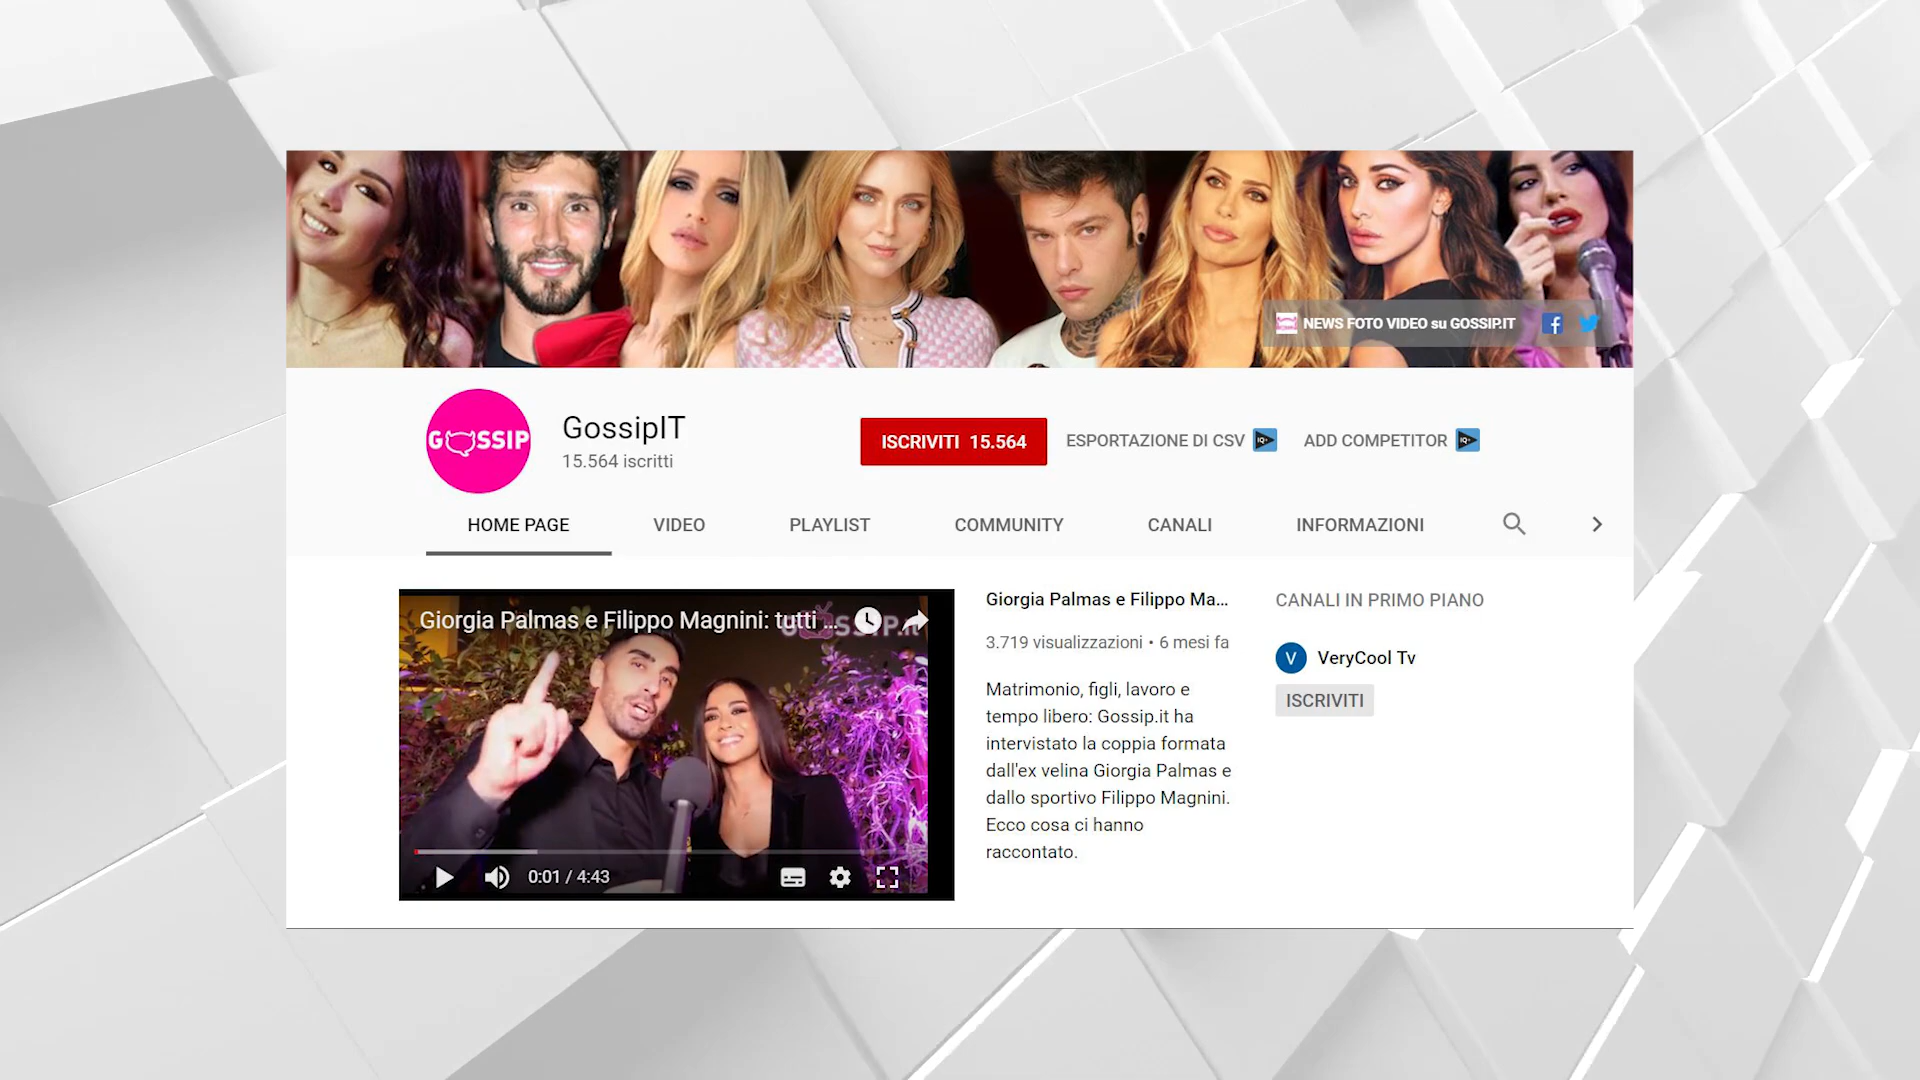 NEWS FOTO VIDEO su GOSSIP.IT
GOSSIP
GossipIT
15.564 iscritti
ISCRIVITI 15.564
ESPORTAZIONE DI CSV IQ+
ADD COMPETITOR IQ+
HOME PAGE
VIDEO
PLAYLIST
COMMUNITY
CANALI
INFORMAZIONI
Giorgia Palmas e Filippo Magnini: tutti ...
GOSSIP.it
0:01 / 4:43
Giorgia Palmas e Filippo Ma...
3.719 visualizzazioni • 6 mesi fa
Matrimonio, figli, lavoro e
tempo libero: Gossip.it ha
intervistato la coppia formata
dall'ex velina Giorgia Palmas e
dallo sportivo Filippo Magnini.
Ecco cosa ci hanno
raccontato.
CANALI IN PRIMO PIANO
V VeryCool Tv
ISCRIVITI